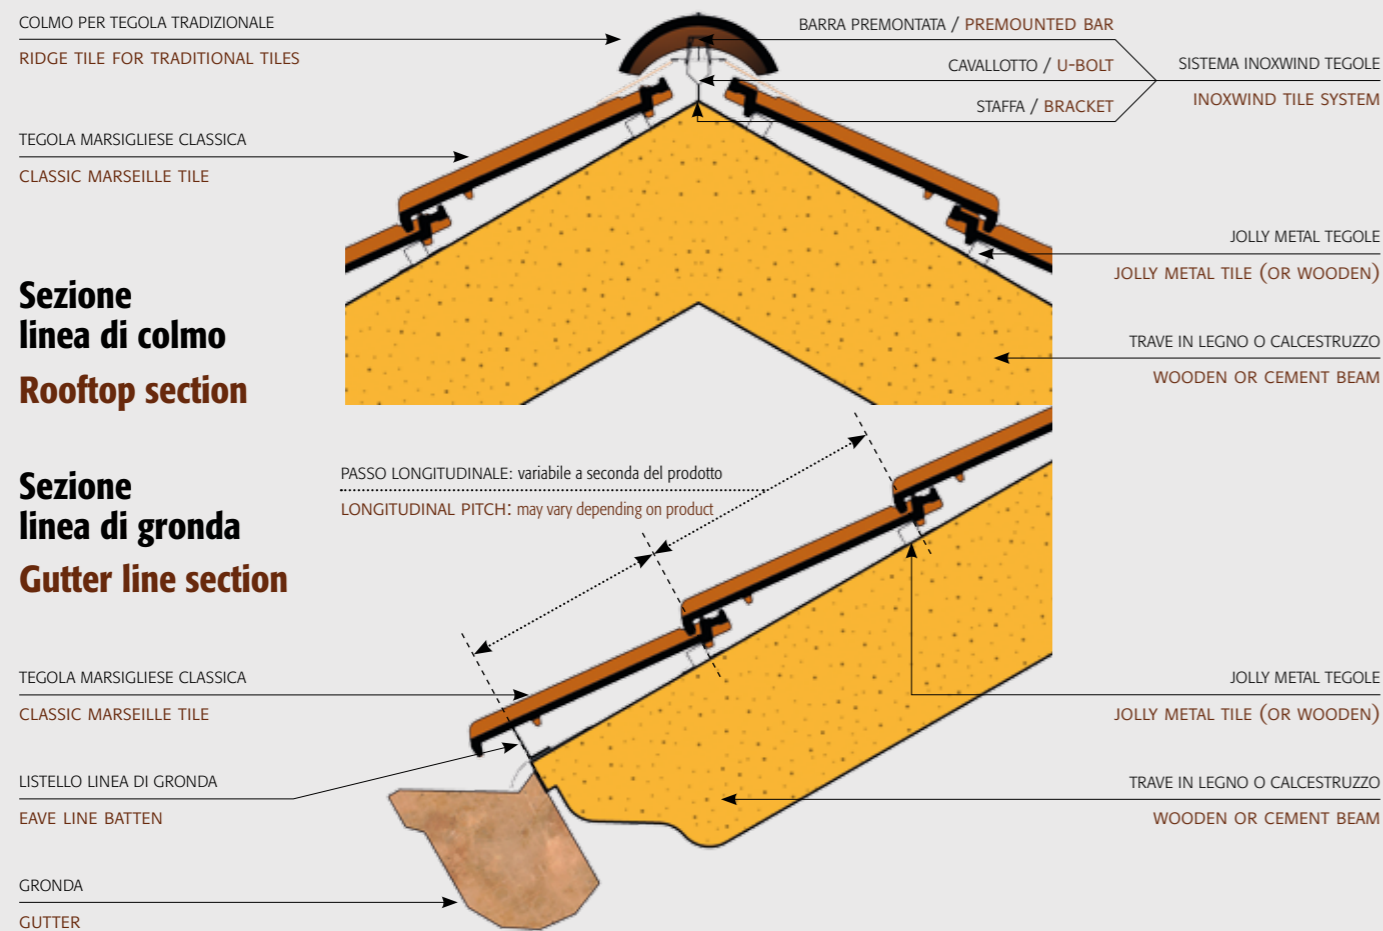 COLMO PER TEGOLA TRADIZIONALE
RIDGE TILE FOR TRADITIONAL TILES
BARRA PREMONTATA / PREMOUNTED BAR
CAVALLOTTO / U-BOLT
STAFFA / BRACKET
SISTEMA INOXWIND TEGOLE
INOXWIND TILE SYSTEM
TEGOLA MARSIGLIESE CLASSICA
CLASSIC MARSEILLE TILE
JOLLY METAL TEGOLE
JOLLY METAL TILE (OR WOODEN)
Sezione
linea di colmo
Rooftop section
TRAVE IN LEGNO O CALCESTRUZZO
WOODEN OR CEMENT BEAM
Sezione
linea di gronda
Gutter line section
PASSO LONGITUDINALE: variabile a seconda del prodotto
LONGITUDINAL PITCH: may vary depending on product
TEGOLA MARSIGLIESE CLASSICA
CLASSIC MARSEILLE TILE
JOLLY METAL TEGOLE
JOLLY METAL TILE (OR WOODEN)
LISTELLO LINEA DI GRONDA
EAVE LINE BATTEN
TRAVE IN LEGNO O CALCESTRUZZO
WOODEN OR CEMENT BEAM
GRONDA
GUTTER